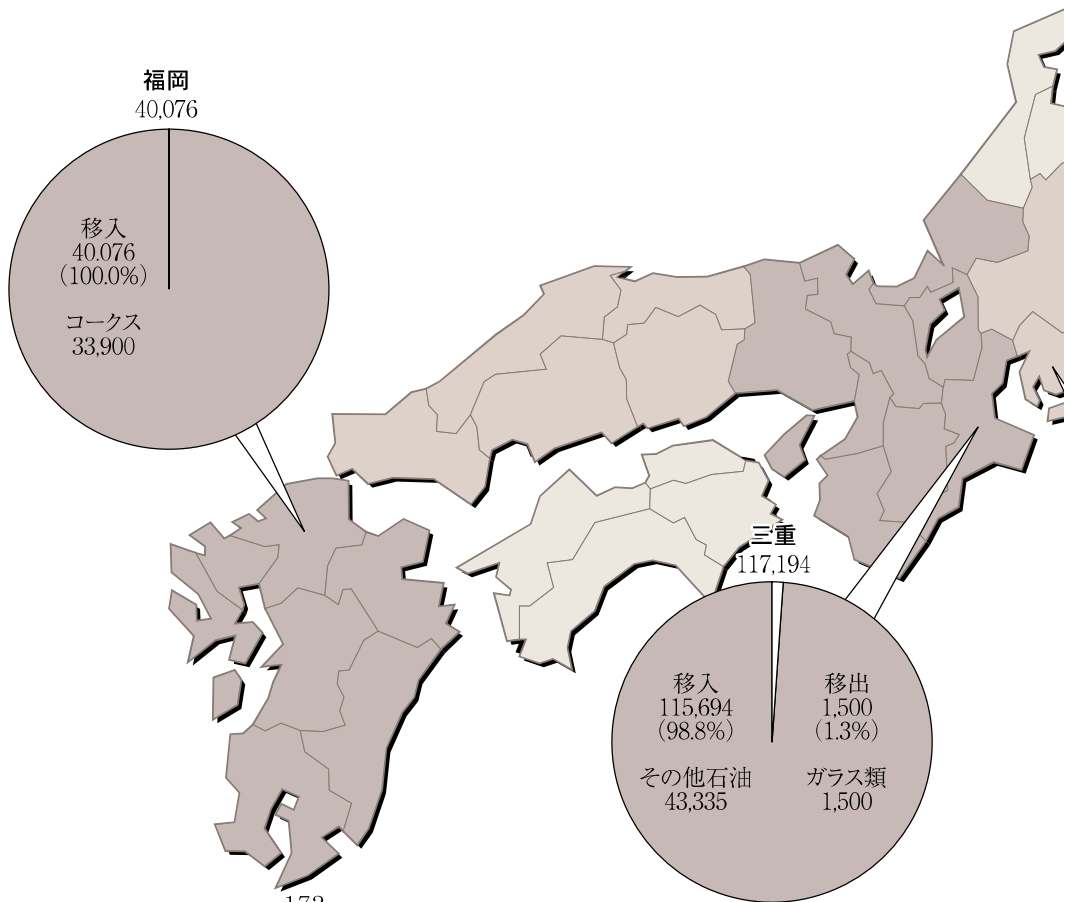 福岡
40,076
移入
40.076
(100.0%)
コークス
33,900
三重
117,194
移入
115,694
(98.8%)
その他石油
43,335
移出
1,500
(1.3%)
ガラス類
1,500